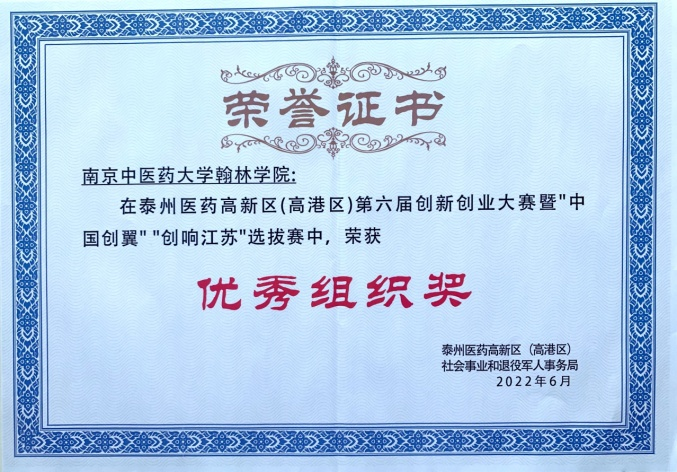 荣誉证书
南京中医药大学翰林学院:
在泰州医药高新区(高港区)第六届创新创业大赛暨"中
国创翼" "创响江苏"选拔赛中，荣获
优秀组织奖
泰州医药高新区（高港区）
社会事业和退役军人事务局
2022年6月